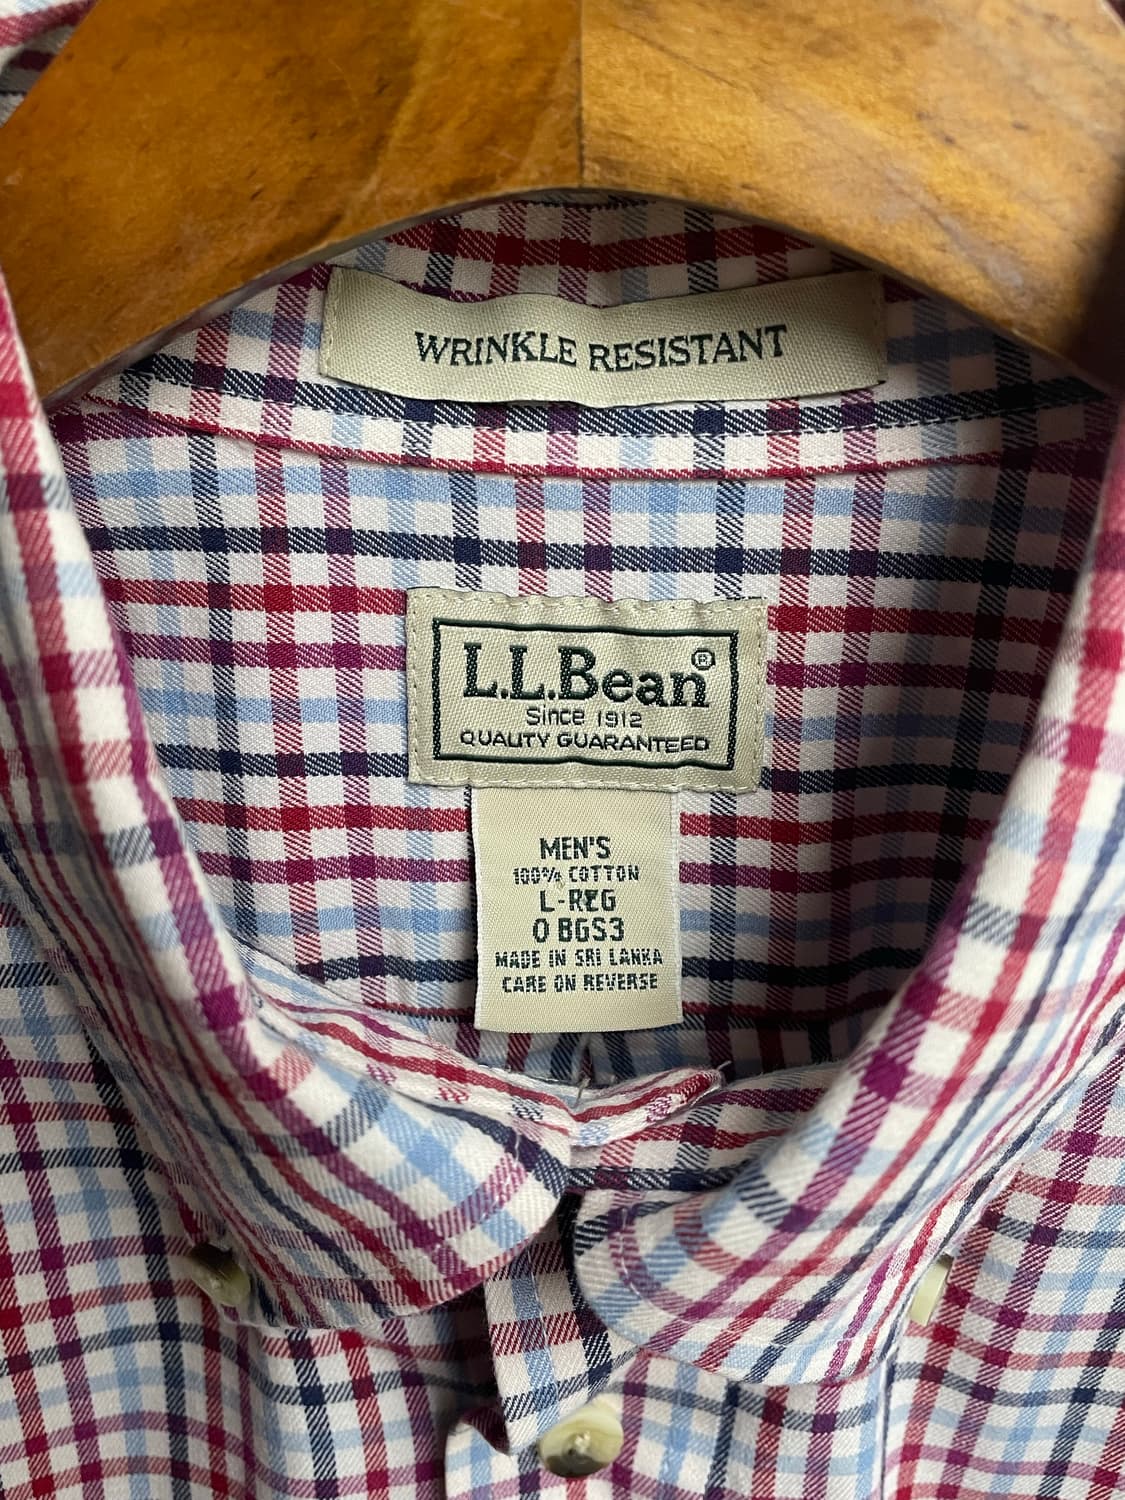 WRINKLE RESISTANT
L.L.Bean®
Since 1912
QUALITY GUARANTEED
MEN'S
100% COTTON
L-REG
0 BGS3
MADE IN SRI LANKA
CARE ON REVERSE